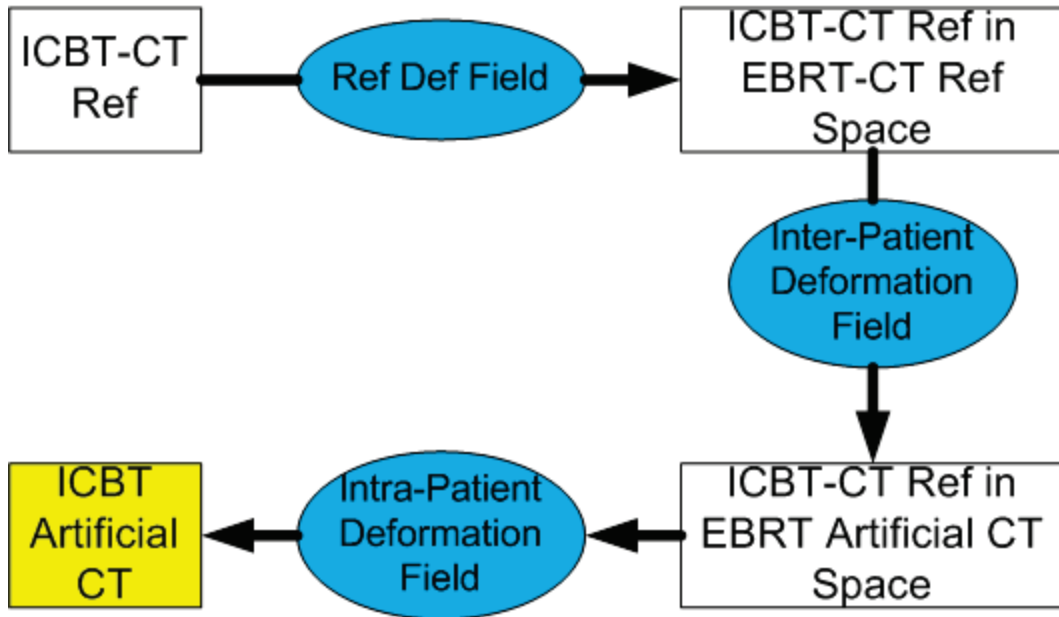 ICBT-CT
Ref
Ref Def Field
ICBT-CT Ref in
EBRT-CT Ref
Space
Inter-Patient
Deformation
Field
ICBT-CT Ref in
EBRT Artificial CT
Space
Intra-Patient
Deformation
Field
ICBT
Artificial
CT